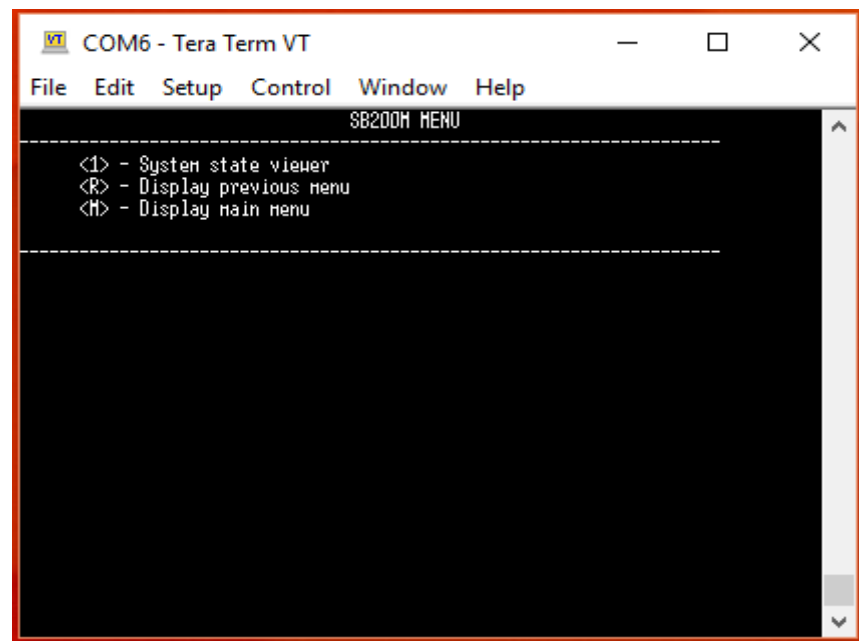 VT COM6 - Tera Term VT
File Edit Setup Control Window Help
SB200M MENU
--------------------------------------------------------------------------------
<1> - System state viewer
<R> - Display previous menu
<M> - Display main menu
--------------------------------------------------------------------------------